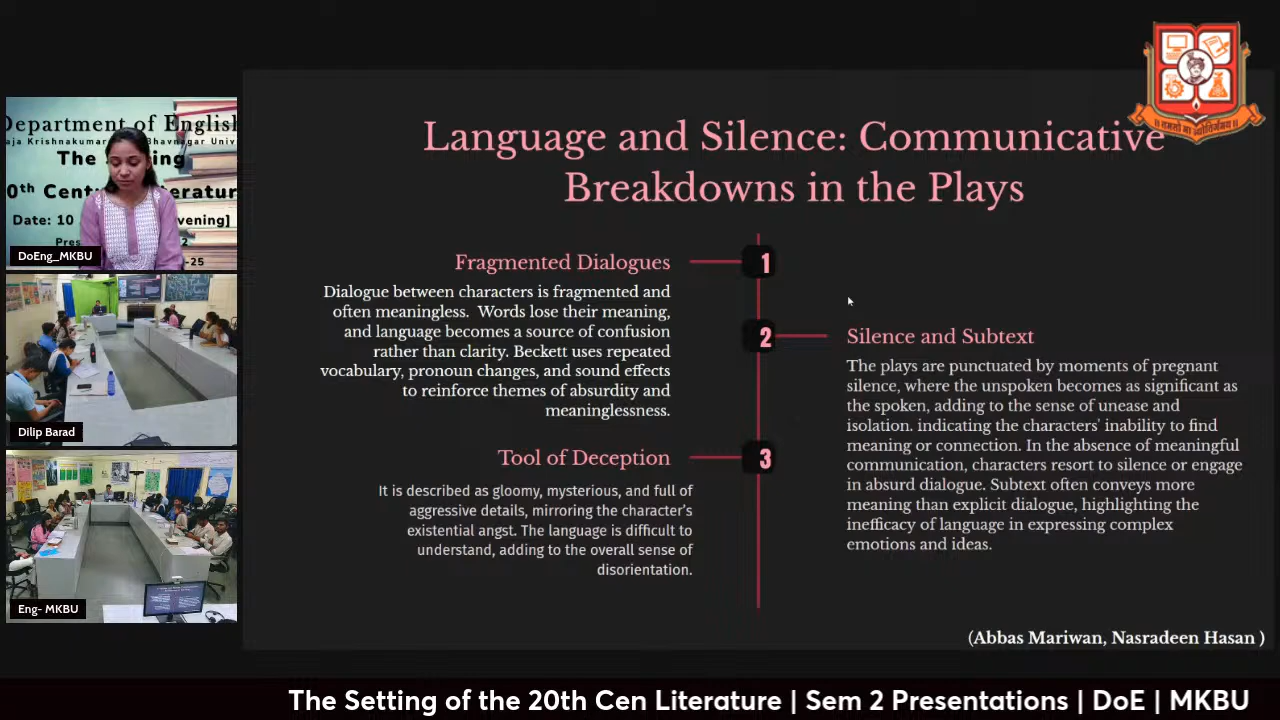 Department of English
The
20th Cent
Date: 10
Pres
2
-25
DoEng_MKBU
Dilip Barad
Eng- MKBU
Language and Silence: Communicative
Breakdowns in the Plays
1
Fragmented Dialogues
Dialogue between characters is fragmented and
often meaningless. Words lose their meaning,
and language becomes a source of confusion
rather than clarity. Beckett uses repeated
vocabulary, pronoun changes, and sound effects
to reinforce themes of absurdity and
meaninglessness.
2
Silence and Subtext
The plays are punctuated by moments of pregnant
silence, where the unspoken becomes as significant as
the spoken, adding to the sense of unease and
isolation. indicating the characters' inability to find
meaning or connection. In the absence of meaningful
communication, characters resort to silence or engage
in absurd dialogue. Subtext often conveys more
meaning than explicit dialogue, highlighting the
inefficacy of language in expressing complex
emotions and ideas.
3
Tool of Deception
It is described as gloomy, mysterious, and full of
aggressive details, mirroring the character's
existential angst. The language is difficult to
understand, adding to the overall sense of
disorientation.
(Abbas Mariwan, Nasradeen Hasan )
The Setting of the 20th Cen Literature | Sem 2 Presentations | DoE | MKBU